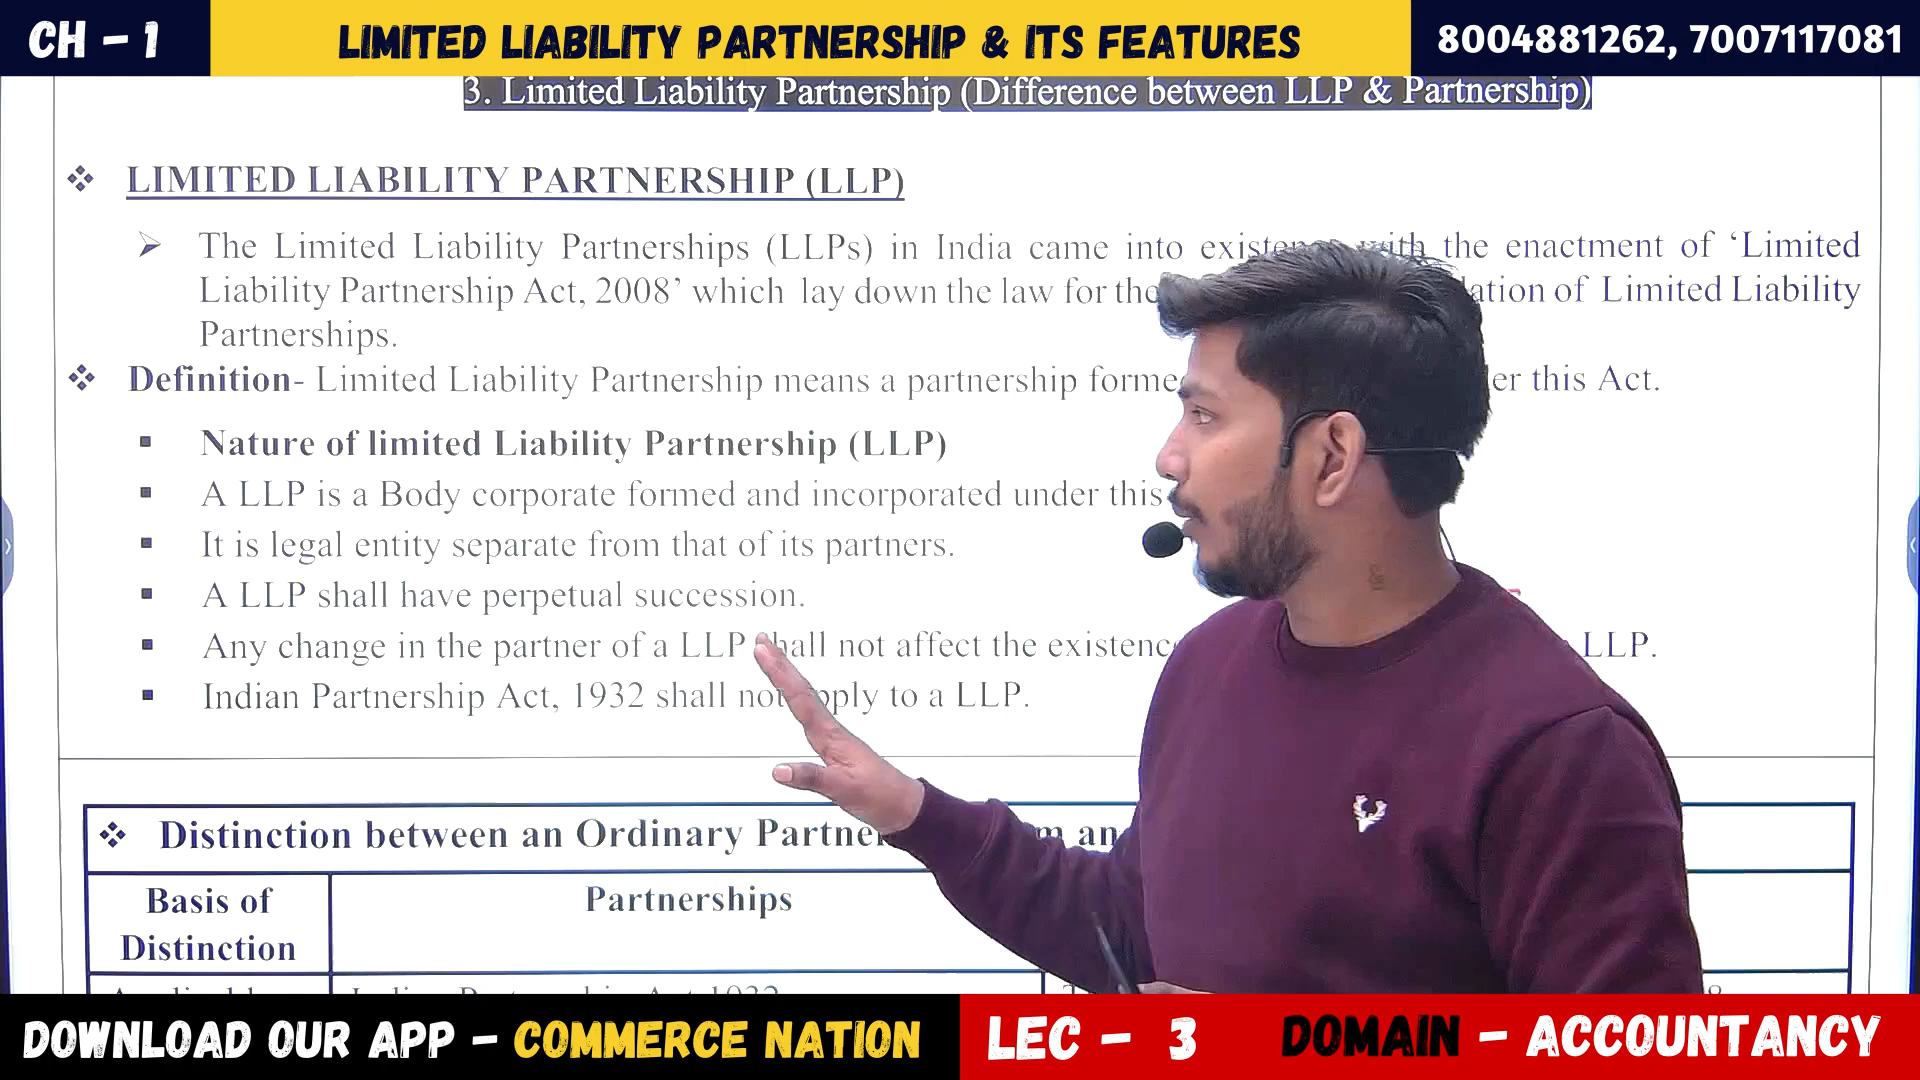 CH – 1
LIMITED LIABILITY PARTNERSHIP & ITS FEATURES
8004881262, 7007117081
3. Limited Liability Partnership (Difference between LLP & Partnership)
LIMITED LIABILITY PARTNERSHIP (LLP)
The Limited Liability Partnerships (LLPs) in India came into with the enactment of ‘Limited
Liability Partnership Act, 2008’ which lay down the law for the of Limited Liability
Partnerships.
Definition- Limited Liability Partnership means a partnership this Act.
Nature of limited Liability Partnership (LLP)
A LLP is a Body corporate formed and incorporated under this
It is legal entity separate from that of its partners.
A LLP shall have perpetual succession.
Any change in the partner of a LLP shall not affect the LLP.
Indian Partnership Act, 1932 shall not apply to a LLP.
Distinction between an Ordinary
Basis of Distinction
Partnerships
DOWNLOAD OUR APP – COMMERCE NATION
LEC – 3
DOMAIN – ACCOUNTANCY